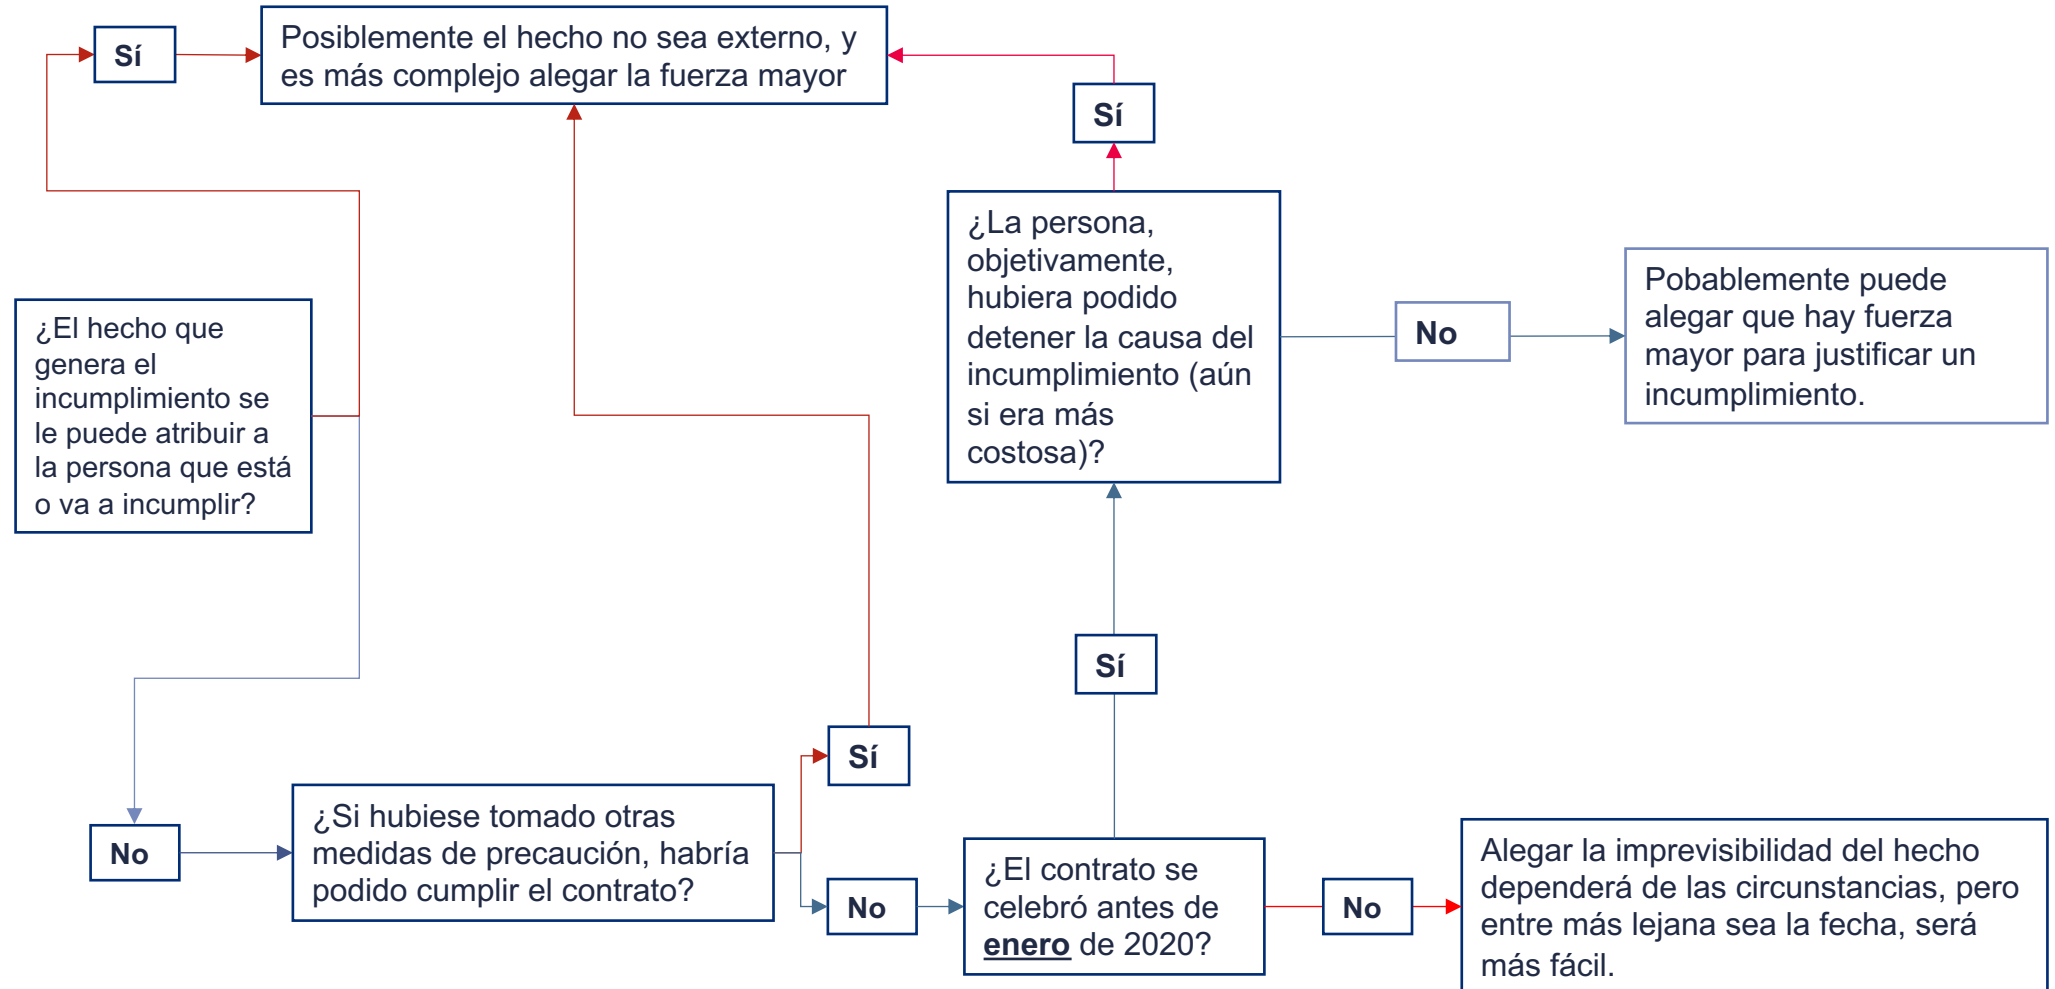 Sí
Posiblemente el hecho no sea externo, y
es más complejo alegar la fuerza mayor
Sí
¿La persona,
objetivamente,
hubiera podido
detener la causa del
incumplimiento (aún
si era más
costosa)?
No
Pobablemente puede
alegar que hay fuerza
mayor para justificar un
incumplimiento.
¿El hecho que
genera el
incumplimiento se
le puede atribuir a
la persona que está
o va a incumplir?
Sí
Sí
No
¿Si hubiese tomado otras
medidas de precaución, habría
podido cumplir el contrato?
No
¿El contrato se
celebró antes de
enero de 2020?
No
Alegar la imprevisibilidad del hecho
dependerá de las circunstancias, pero
entre más lejana sea la fecha, será
más fácil.